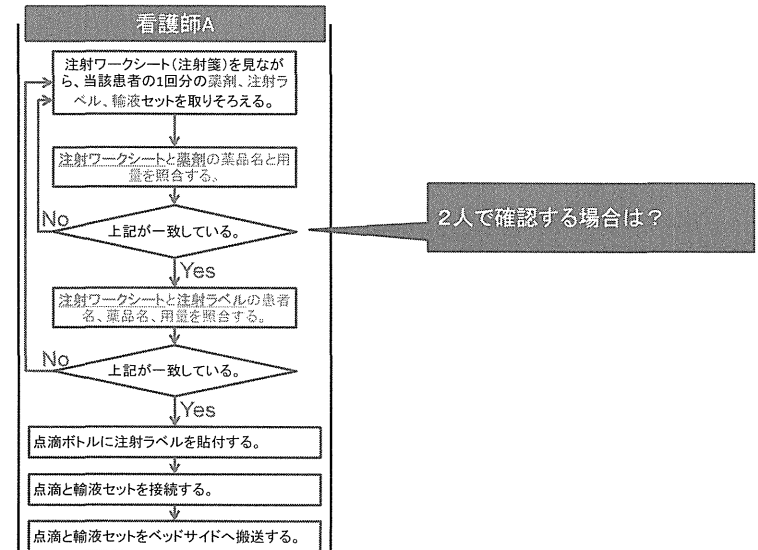 看護師A
注射ワークシート(注射箋)を見なが
ら、当該患者の1回分の薬剤、注射ラ
ベル、輸液セットを取りそろえる。
注射ワークシートと薬剤の薬品名と用
量を照合する。
No
上記が一致している。
2人で確認する場合は？
Yes
注射ワークシートと注射ラベルの患者
名、薬品名、用量を照合する。
No
上記が一致している。
Yes
点滴ボトルに注射ラベルを貼付する。
点滴と輸液セットを接続する。
点滴と輸液セットをベッドサイドへ搬送する。